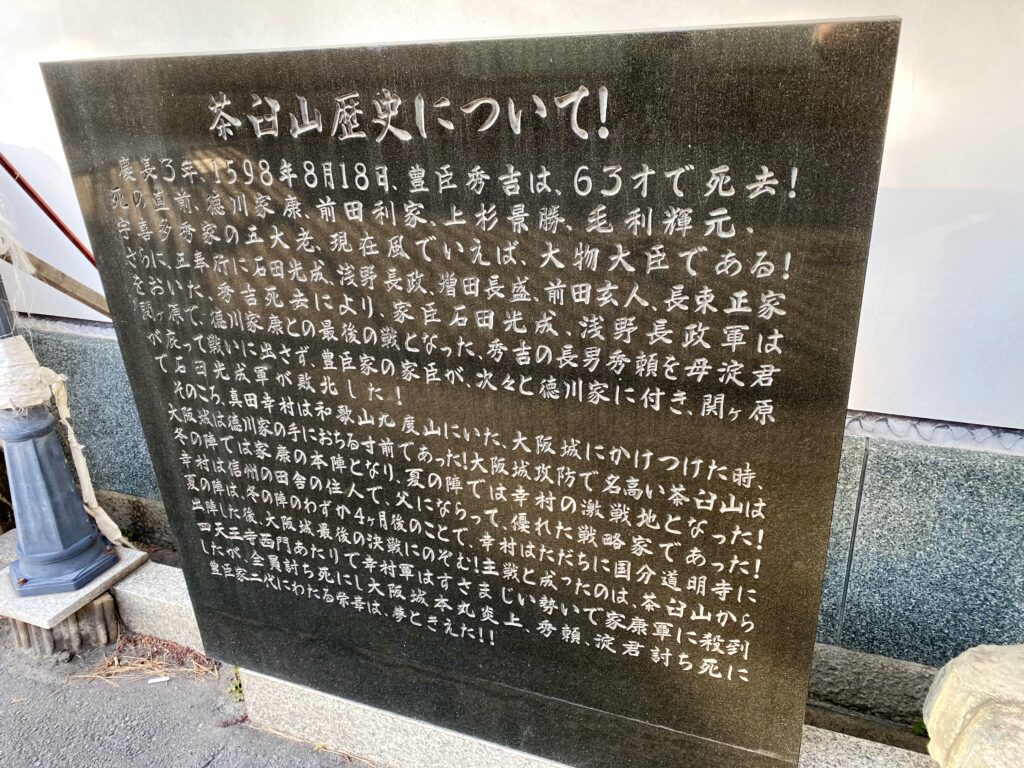 茶臼山歴史について!
慶長3年、1598年8月18日、豊臣秀吉は、63才で死去!
死の直前、徳川家康、前田利家、上杉景勝、毛利輝元、
宇喜多秀家の五大老、現在風でいえば、大物大臣である!
さらに、五奉行に石田光成、浅野長政、増田長盛、前田玄人、長束正家
をおいた、秀吉死去により、家臣石田光成、浅野長政軍は
関ヶ原で、徳川家康との最後の戦となった、秀吉の長男秀頼を母淀君
が戻って戦いに出さず、豊臣家の家臣が、次々と徳川家に付き、関ヶ原
で石田光成軍が敗北した!
そのころ、真田幸村は和歌山九度山にいた、大阪城にかけつけた時、
大阪城は徳川家の手におちる寸前であった!大阪城攻防で名高い茶臼山は
冬の陣では家康の本陣となり、夏の陣では幸村の激戦地となった!
幸村は信州の田舎の住人で、父にならって、優れた戦略家であった!
夏の陣は、冬の陣のわずか4ヶ月後のことで、幸村はただちに国分道明寺に
出陣した後、大阪城最後の決戦にのぞむ!主戦と成ったのは、茶臼山から
四天王寺西門あたりで幸村軍はすさまじい勢いで家康軍に殺到
したが、全員討ち死にし大阪城本丸炎上、秀頼、淀君討ち死に
豊臣家二代にわたる栄幸は、夢ときえた!!